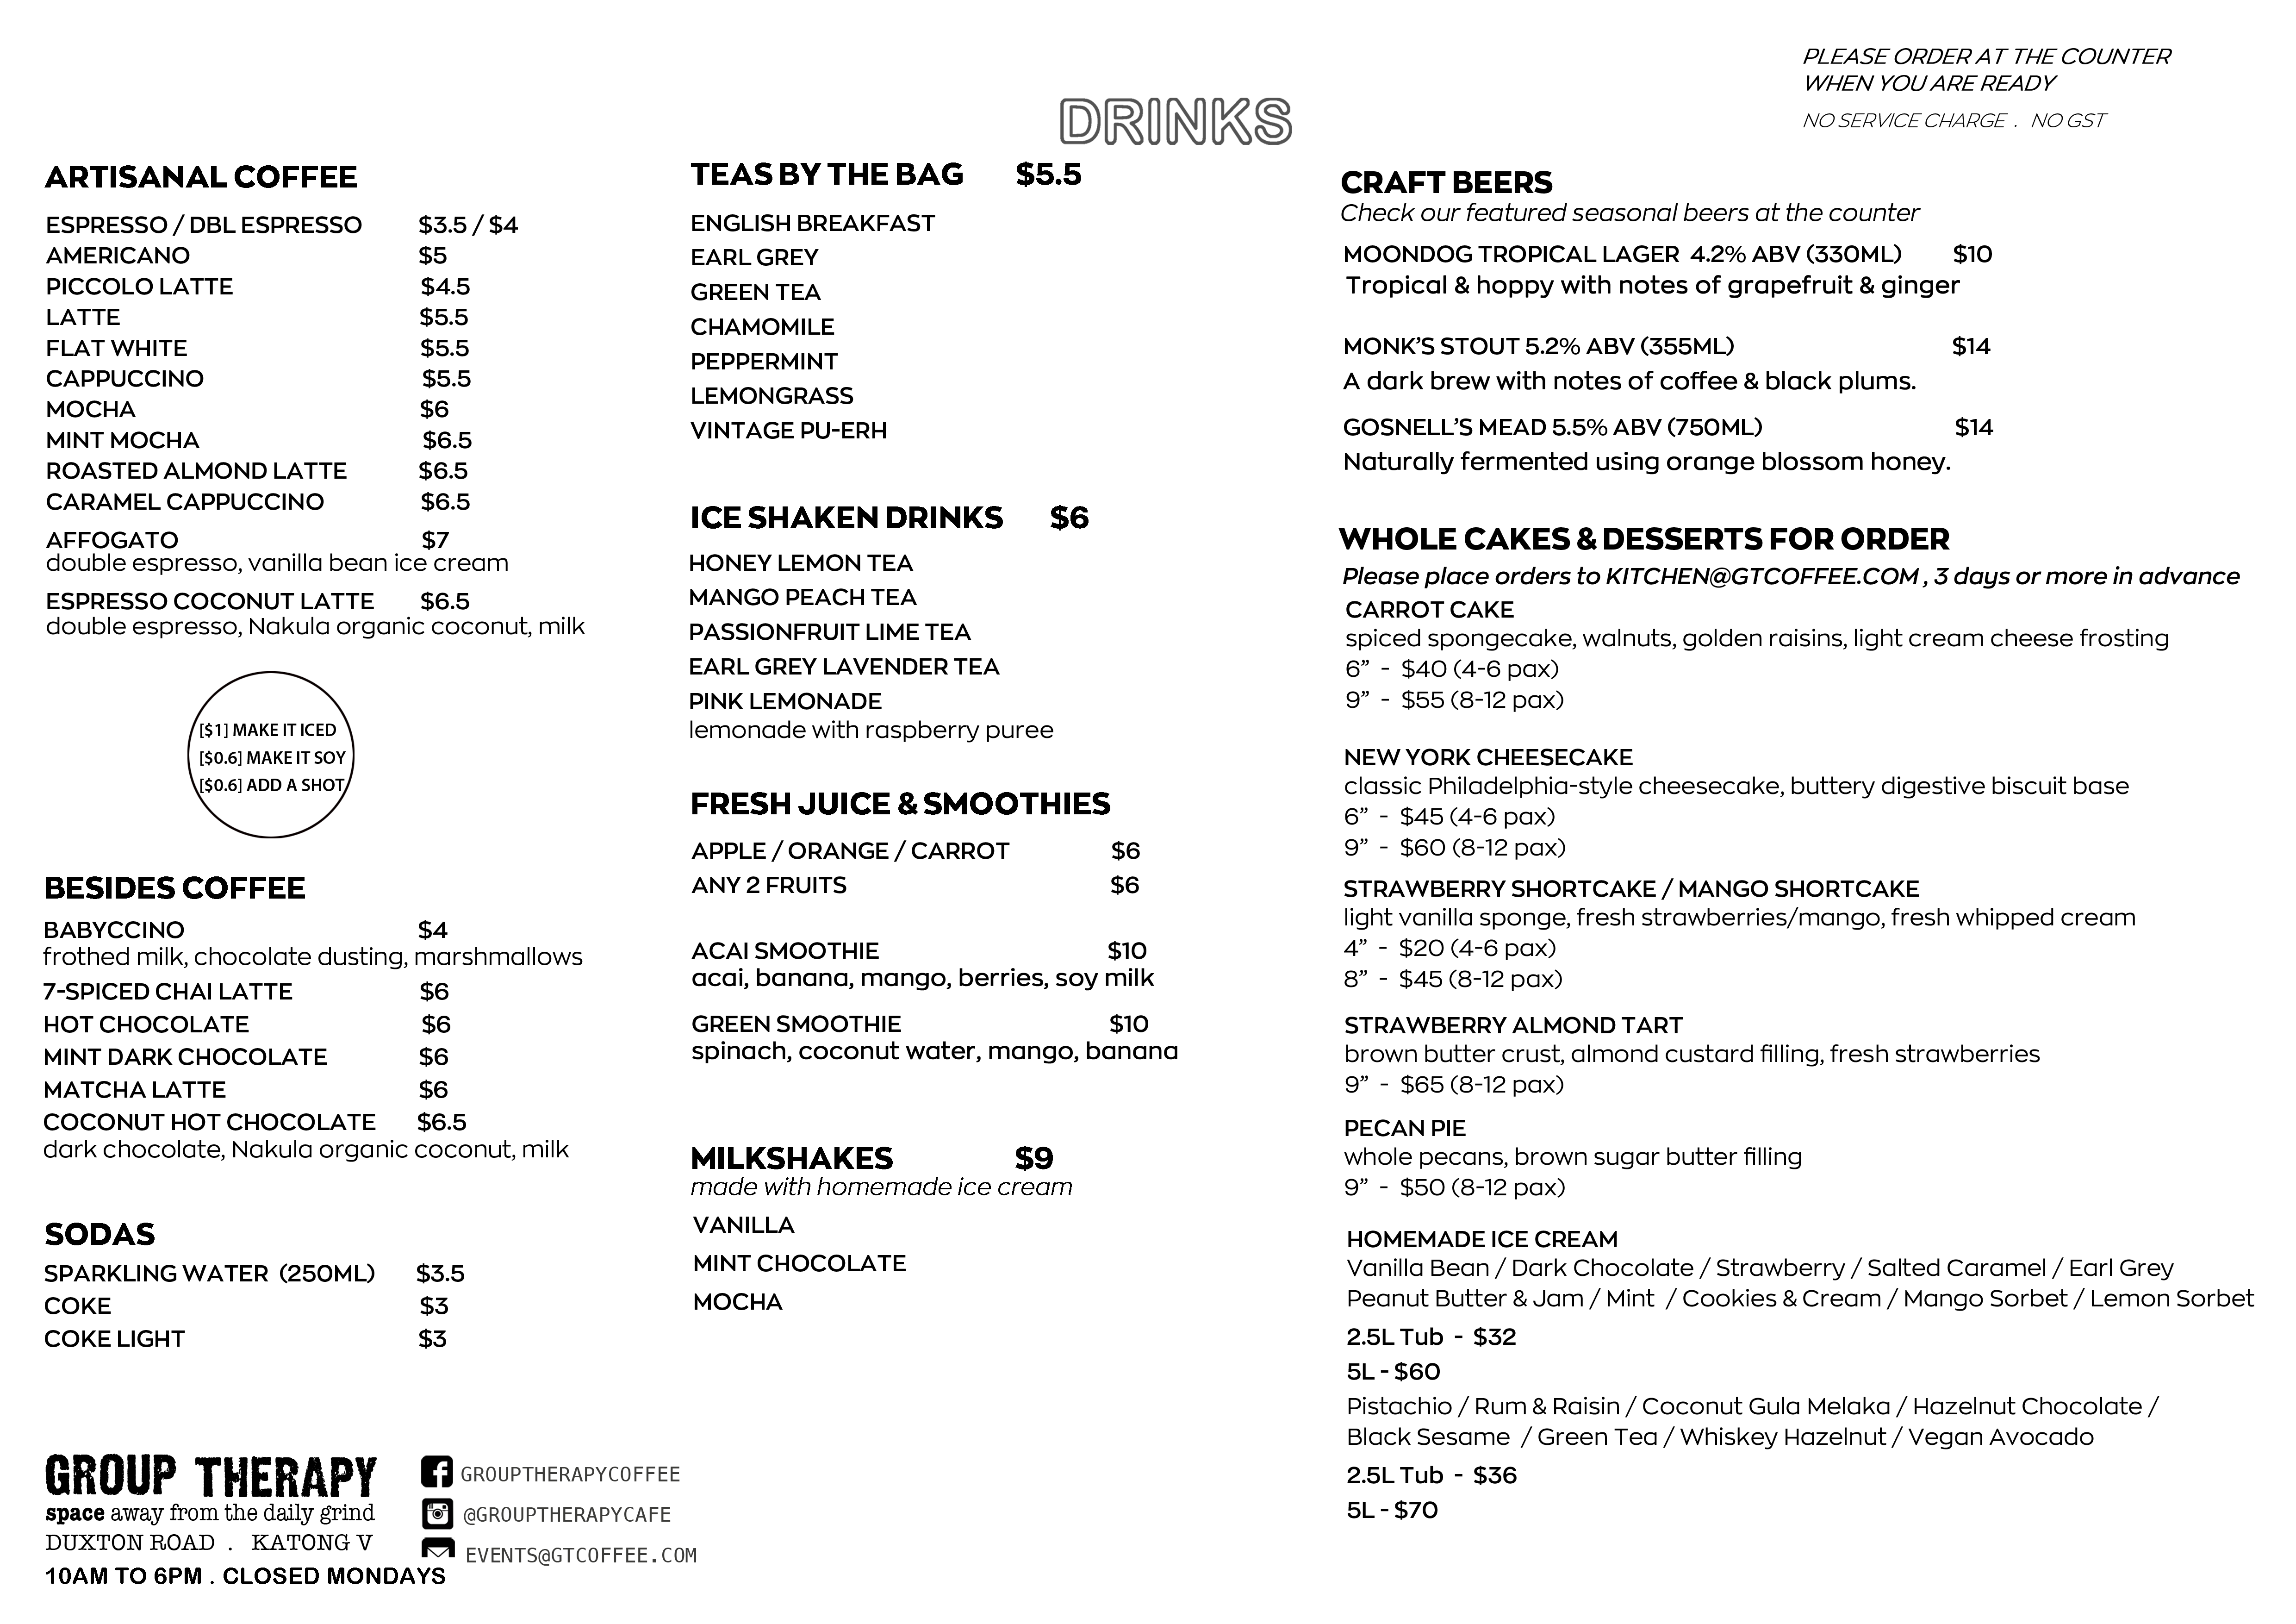 PLEASE ORDER AT THE COUNTER
WHEN YOU ARE READY
NO SERVICE CHARGE . NO GST
DRINKS
ARTISANAL COFFEE
ESPRESSO / DBL ESPRESSO $3.5 / $4
AMERICANO $5
PICCOLO LATTE $4.5
LATTE $5.5
FLAT WHITE $5.5
CAPPUCCINO $5.5
MOCHA $6
MINT MOCHA $6.5
ROASTED ALMOND LATTE $6.5
CARAMEL CAPPUCCINO $6.5
AFFOGATO $7
double espresso, vanilla bean ice cream
ESPRESSO COCONUT LATTE $6.5
double espresso, Nakula organic coconut, milk
[$1] MAKE IT ICED
[$0.6] MAKE IT SOY
[$0.6] ADD A SHOT
BESIDES COFFEE
BABYCCINO $4
frothed milk, chocolate dusting, marshmallows
7-SPICED CHAI LATTE $6
HOT CHOCOLATE $6
MINT DARK CHOCOLATE $6
MATCHA LATTE $6
COCONUT HOT CHOCOLATE $6.5
dark chocolate, Nakula organic coconut, milk
SODAS
SPARKLING WATER (250ML) $3.5
COKE $3
COKE LIGHT $3
GROUP THERAPY
space away from the daily grind
DUXTON ROAD . KATONG V
10AM TO 6PM . CLOSED MONDAYS
GROUPTHERAPYCOFFEE
@GROUPTHERAPYCAFE
EVENTS@GTCOFFEE.COM
TEAS BY THE BAG $5.5
ENGLISH BREAKFAST
EARL GREY
GREEN TEA
CHAMOMILE
PEPPERMINT
LEMONGRASS
VINTAGE PU-ERH
ICE SHAKEN DRINKS $6
HONEY LEMON TEA
MANGO PEACH TEA
PASSIONFRUIT LIME TEA
EARL GREY LAVENDER TEA
PINK LEMONADE
lemonade with raspberry puree
FRESH JUICE & SMOOTHIES
APPLE / ORANGE / CARROT $6
ANY 2 FRUITS $6
ACAI SMOOTHIE $10
acai, banana, mango, berries, soy milk
GREEN SMOOTHIE $10
spinach, coconut water, mango, banana
MILKSHAKES $9
made with homemade ice cream
VANILLA
MINT CHOCOLATE
MOCHA
CRAFT BEERS
Check our featured seasonal beers at the counter
MOONDOG TROPICAL LAGER 4.2% ABV (330ML) $10
Tropical & hoppy with notes of grapefruit & ginger
MONK'S STOUT 5.2% ABV (355ML) $14
A dark brew with notes of coffee & black plums.
GOSNELL'S MEAD 5.5% ABV (750ML) $14
Naturally fermented using orange blossom honey.
WHOLE CAKES & DESSERTS FOR ORDER
Please place orders to KITCHEN@GTCOFFEE.COM , 3 days or more in advance
CARROT CAKE
spiced spongecake, walnuts, golden raisins, light cream cheese frosting
6” - $40 (4-6 pax)
9” - $55 (8-12 pax)
NEW YORK CHEESECAKE
classic Philadelphia-style cheesecake, buttery digestive biscuit base
6” - $45 (4-6 pax)
9” - $60 (8-12 pax)
STRAWBERRY SHORTCAKE / MANGO SHORTCAKE
light vanilla sponge, fresh strawberries/mango, fresh whipped cream
4” - $20 (4-6 pax)
8” - $45 (8-12 pax)
STRAWBERRY ALMOND TART
brown butter crust, almond custard filling, fresh strawberries
9” - $65 (8-12 pax)
PECAN PIE
whole pecans, brown sugar butter filling
9” - $50 (8-12 pax)
HOMEMADE ICE CREAM
Vanilla Bean / Dark Chocolate / Strawberry / Salted Caramel / Earl Grey
Peanut Butter & Jam / Mint / Cookies & Cream / Mango Sorbet / Lemon Sorbet
2.5L Tub - $32
5L - $60
Pistachio / Rum & Raisin / Coconut Gula Melaka / Hazelnut Chocolate /
Black Sesame / Green Tea / Whiskey Hazelnut / Vegan Avocado
2.5L Tub - $36
5L - $70